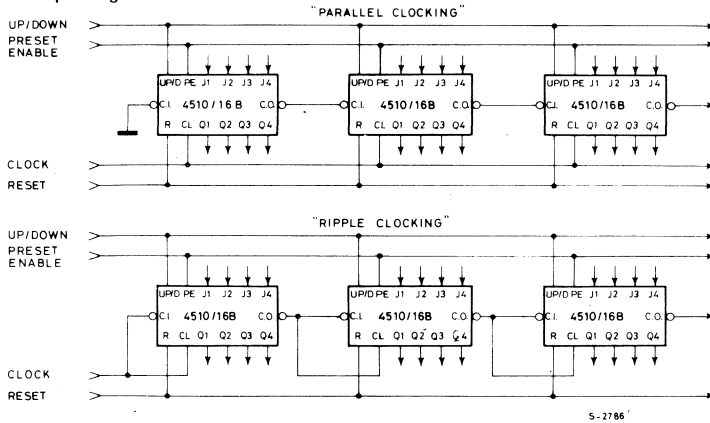 "PARALLEL CLOCKING"
UP/DOWN
PRESET
ENABLE
UP/D PE J1 J2 J3 J4
C.I. 4510/16B C.O.
R CL Q1 Q2 Q3 Q4
UP/D PE J1 J2 J3 J4
C.I. 4510/16B C.O.
R CL Q1 Q2 Q3 Q4
UP/D PE J1 J2 J3 J4
C.I. 4510/16B C.O.
R CL Q1 Q2 Q3 Q4
CLOCK
RESET
"RIPPLE CLOCKING"
UP/DOWN
PRESET
ENABLE
UP/D PE J1 J2 J3 J4
C.I. 4510/16B C.O.
R CL Q1 Q2 Q3 Q4
UP/D PE J1 J2 J3 J4
C.I. 4510/16B C.O.
R CL Q1 Q2 Q3 Q4
UP/D PE J1 J2 J3 J4
C.I. 4510/16B C.O.
R CL Q1 Q2 Q3 Q4
CLOCK
RESET
S-2786